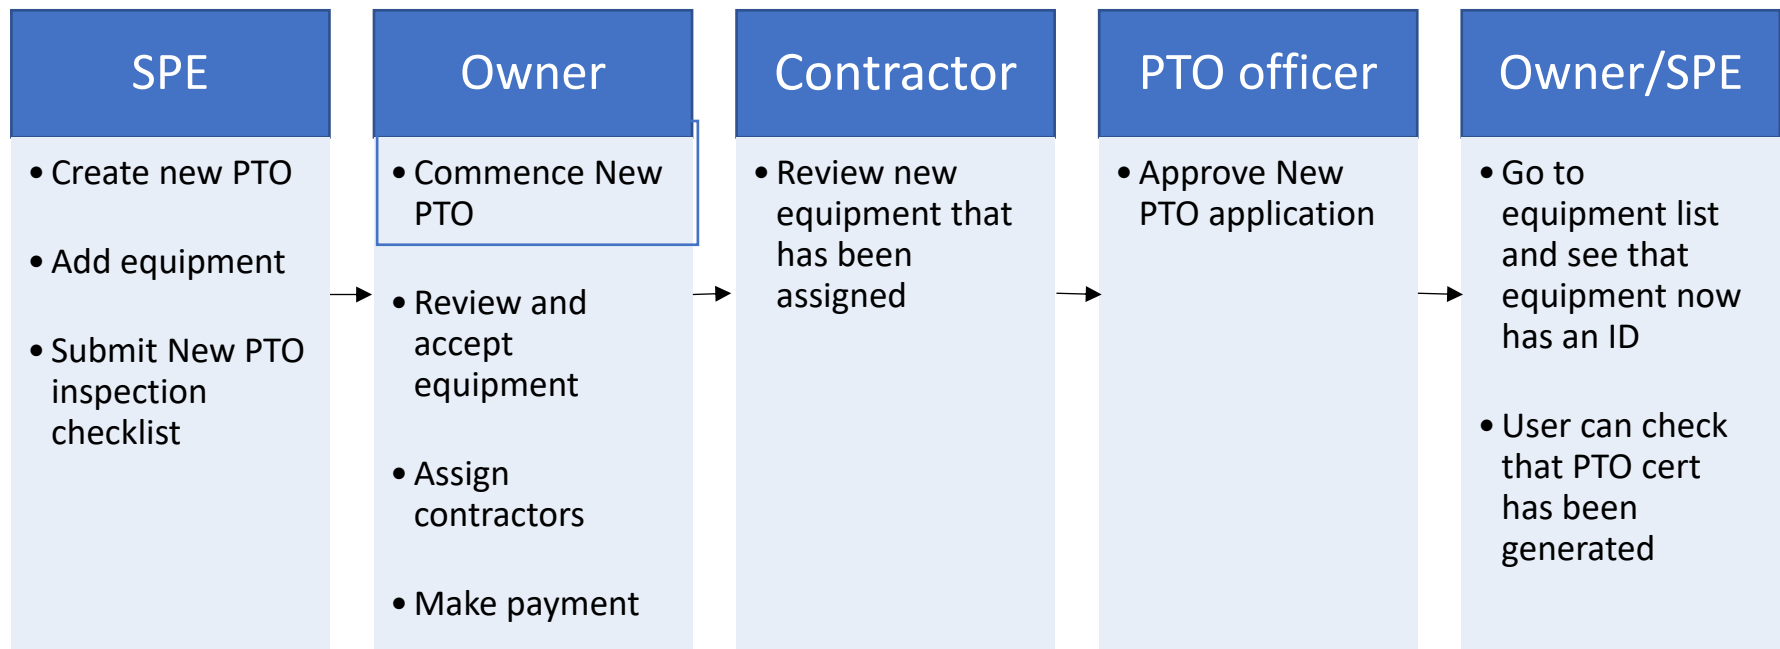 SPE
• Create new PTO
• Add equipment
• Submit New PTO
inspection
checklist
Owner
• Commence New
PTO
• Review and
accept
equipment
• Assign
contractors
• Make payment
Contractor
• Review new
equipment that
has been
assigned
PTO officer
• Approve New
PTO application
Owner/SPE
• Go to
equipment list
and see that
equipment now
has an ID
• User can check
that PTO cert
has been
generated